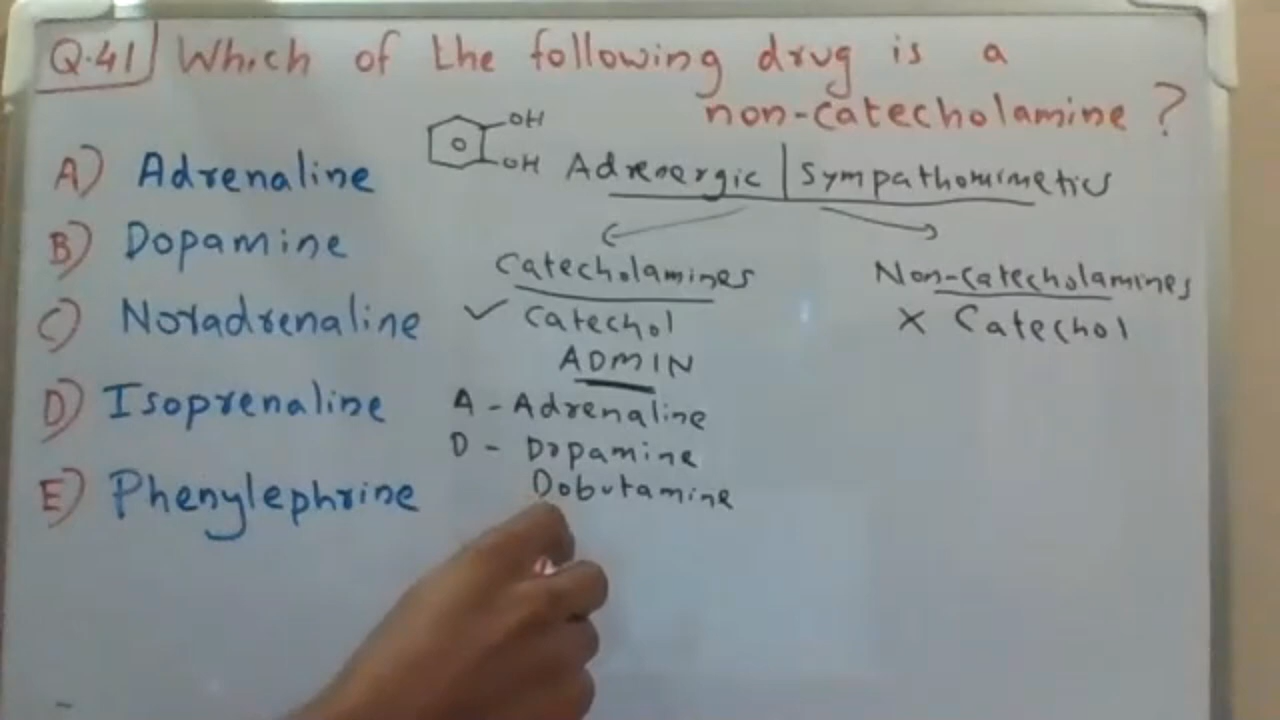 Q.41 Which of the following drug is a
non-catecholamine ?
A) Adrenaline
B) Dopamine
C) Noradrenaline
D) Isoprenaline
E) Phenylephrine
OH
OH
Adrenergic | Sympathomimetics
Catecholamines
✓ Catechol
ADMIN
A - Adrenaline
D - Dopamine
Dobutamine
Non-Catecholamines
X Catechol